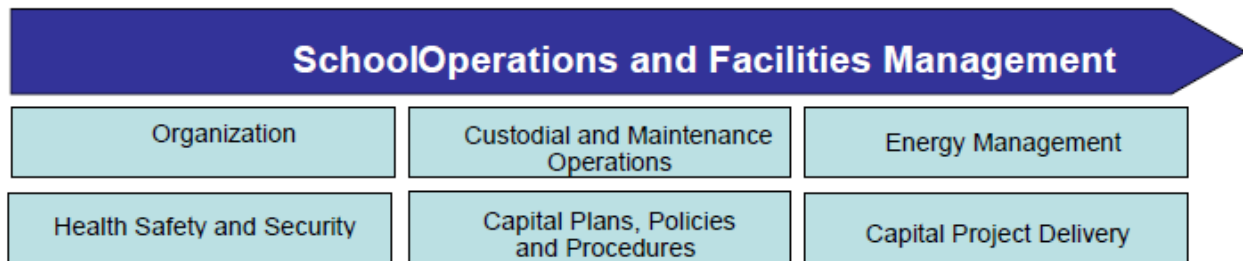 SchoolOperations and Facilities Management
Organization
Custodial and Maintenance
Operations
Energy Management
Health Safety and Security
Capital Plans, Policies
and Procedures
Capital Project Delivery